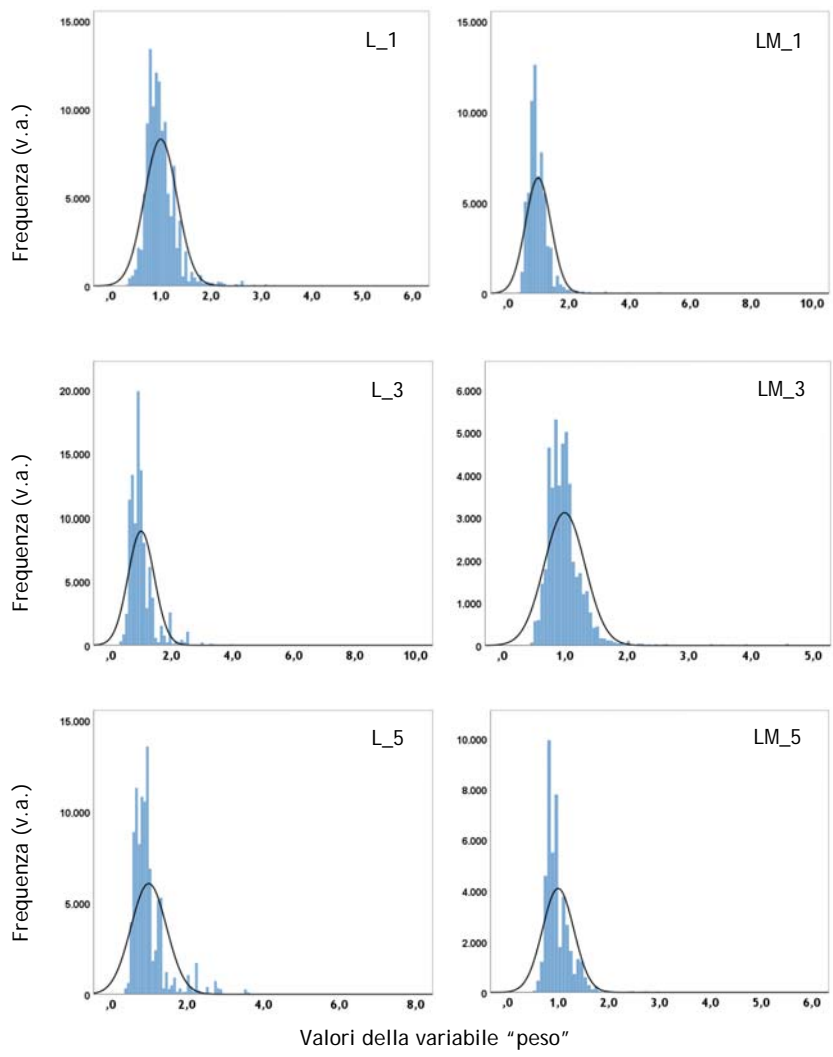 L_1
Frequenza (v.a.)
15.000
10.000
5.000
0
,0 1,0 2,0 3,0 4,0 5,0 6,0
LM_1
15.000
10.000
5.000
0
,0 2,0 4,0 6,0 8,0 10,0
L_3
Frequenza (v.a.)
20.000
15.000
10.000
5.000
0
,0 2,0 4,0 6,0 8,0 10,0
LM_3
6.000
5.000
4.000
3.000
2.000
1.000
0
,0 1,0 2,0 3,0 4,0 5,0
L_5
Frequenza (v.a.)
15.000
10.000
5.000
0
,0 2,0 4,0 6,0 8,0
LM_5
10.000
8.000
6.000
4.000
2.000
0
,0 1,0 2,0 3,0 4,0 5,0 6,0
Valori della variabile “peso”